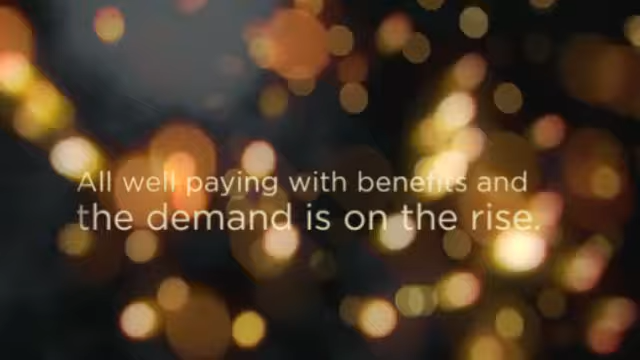 All well paying with benefits and
the demand is on the rise.